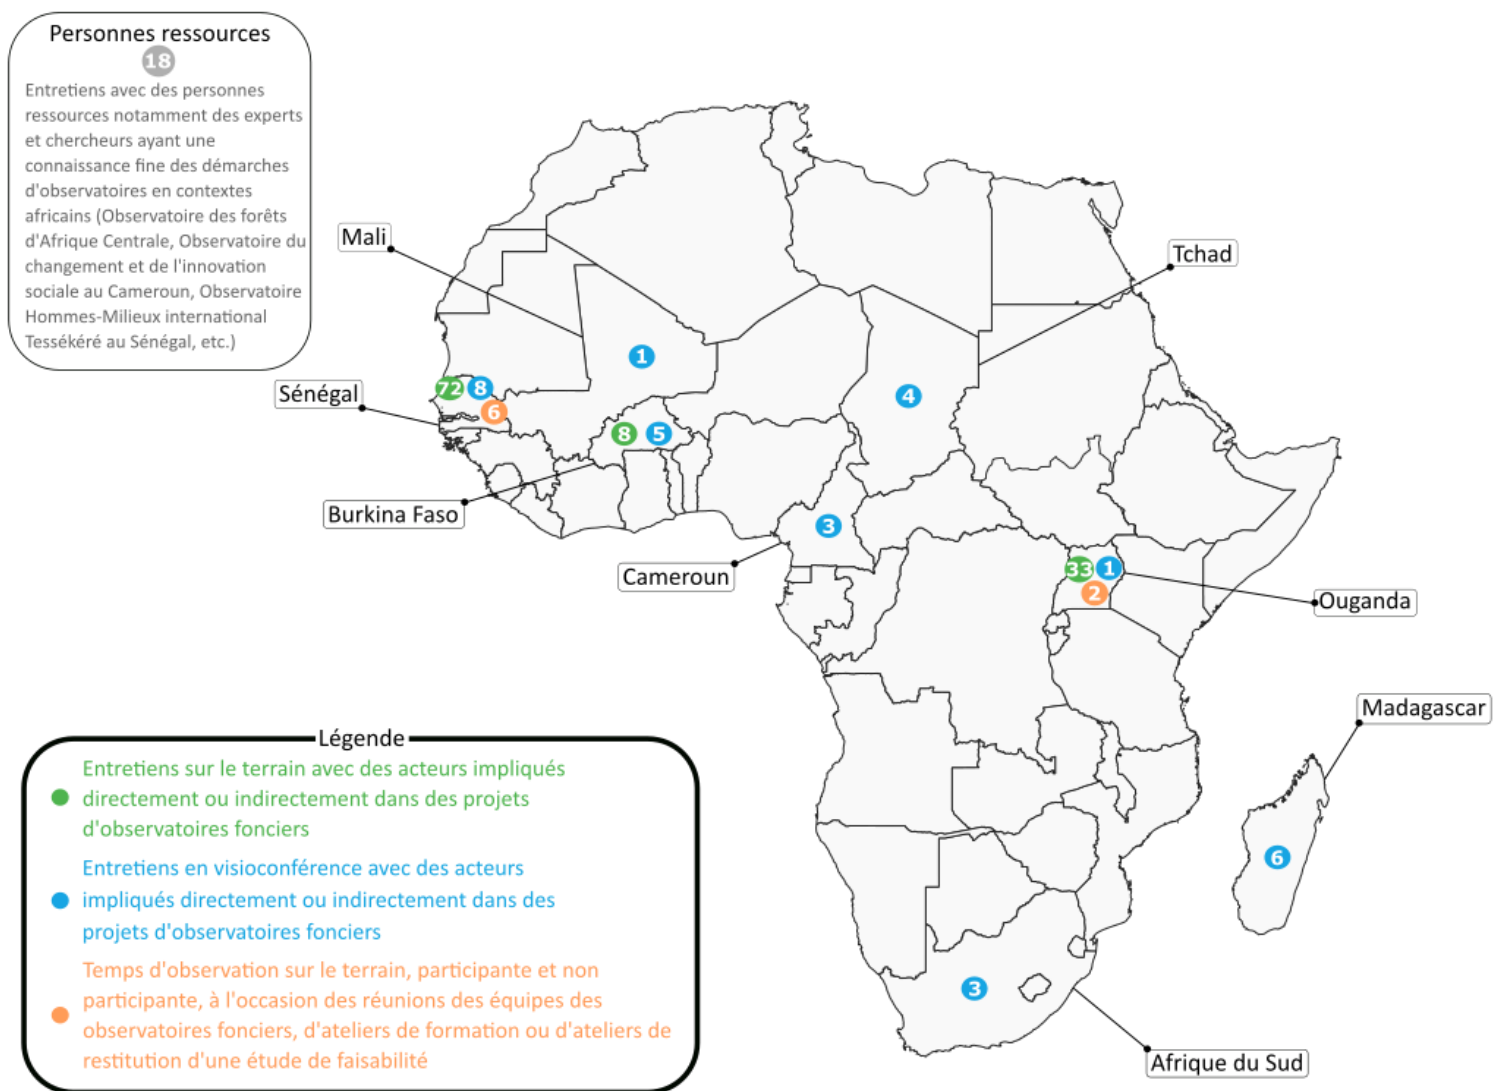 Personnes ressources
18
Entretiens avec des personnes
ressources notamment des experts
et chercheurs ayant une
connaissance fine des démarches
d'observatoires en contextes
africains (Observatoire des forêts
d'Afrique Centrale, Observatoire du
changement et de l'innovation
sociale au Cameroun, Observatoire
Hommes-Milieux international
Tessékéré au Sénégal, etc.)
Mali
Tchad
1
Sénégal
72 8
6
4
8 5
Burkina Faso
3
Cameroun
33 1
2
Ouganda
Madagascar
6
3
Afrique du Sud
Légende
Entretiens sur le terrain avec des acteurs impliqués
directement ou indirectement dans des projets
d'observatoires fonciers
Entretiens en visioconférence avec des acteurs
impliqués directement ou indirectement dans des
projets d'observatoires fonciers
Temps d'observation sur le terrain, participante et non
participante, à l'occasion des réunions des équipes des
observatoires fonciers, d'ateliers de formation ou d'ateliers de
restitution d'une étude de faisabilité